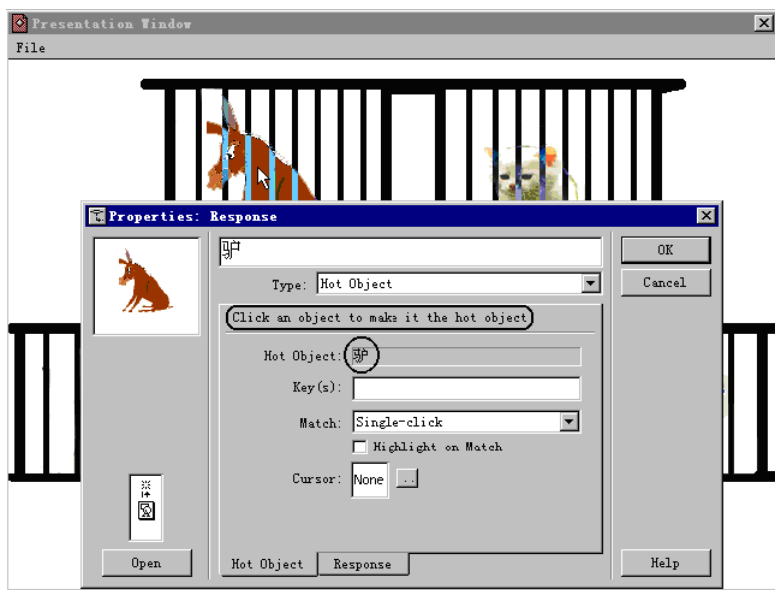 Presentation Window
File
Properties: Response
驴
OK
Type: Hot Object
Cancel
Click an object to make it the hot object
Hot Object: 驴
Key(s):
Match: Single-click
Highlight on Match
Cursor: None ..
Open
Hot Object Response
Help